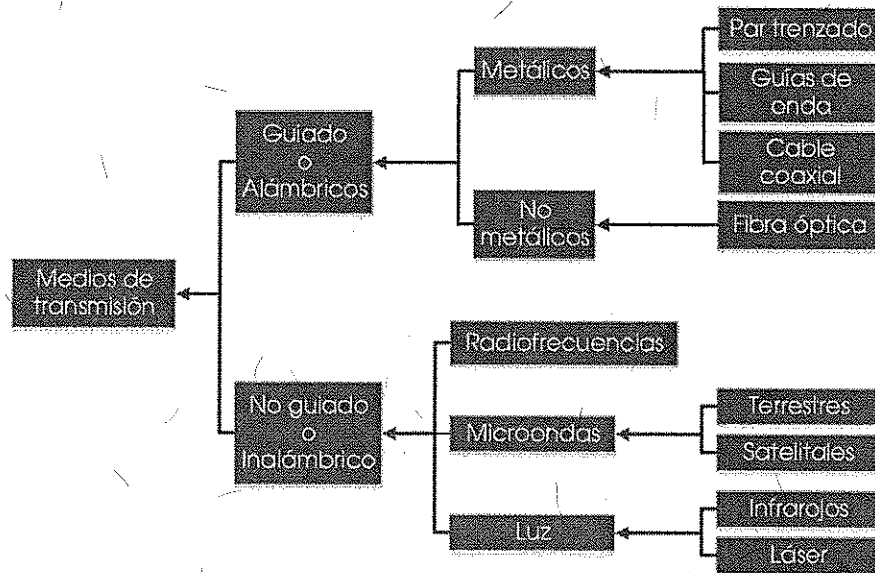 Medios de
transmisión
Guiado
o
Alámbricos
Metálicos
Par trenzado
Guías de
onda
Cable
coaxial
No
metálicos
Fibra óptica
No guiado
o
Inalámbrico
Radiofrecuencias
Microondas
Terrestres
Satelitales
Luz
Infrarojos
Láser